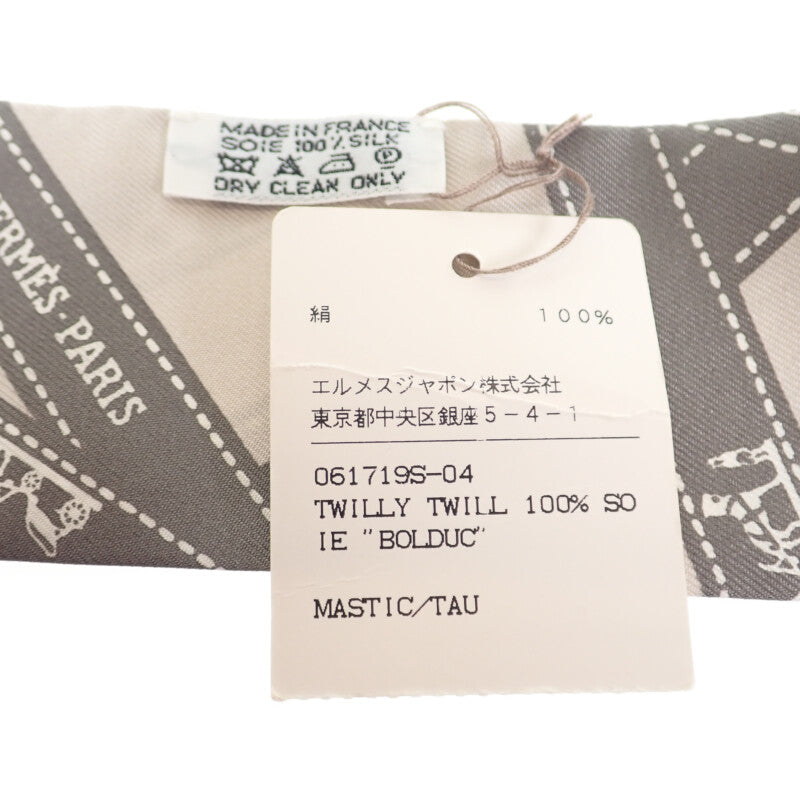 MADE IN FRANCE
SOIE 100% SILK
DRY CLEAN ONLY
HERMÈS-PARIS
絹 100%
エルメスジャポン株式会社
東京都中央区銀座5-4-1
061719S-04
TWILLY TWILL 100% SO
IE "BOLDUC"
MASTIC/TAU